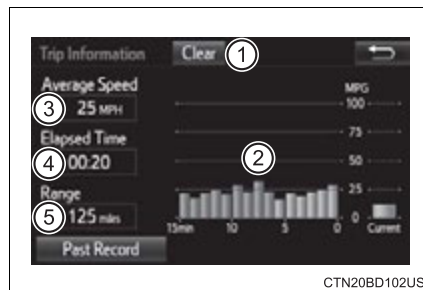 Trip Information Clear 1
Average Speed
3 25 MPH
Elapsed Time
4 00:20
Range
5 125 miles
Past Record
MPG
100
75
2
50
25
0
15min 10 5 0 Current
CTN20BD102US